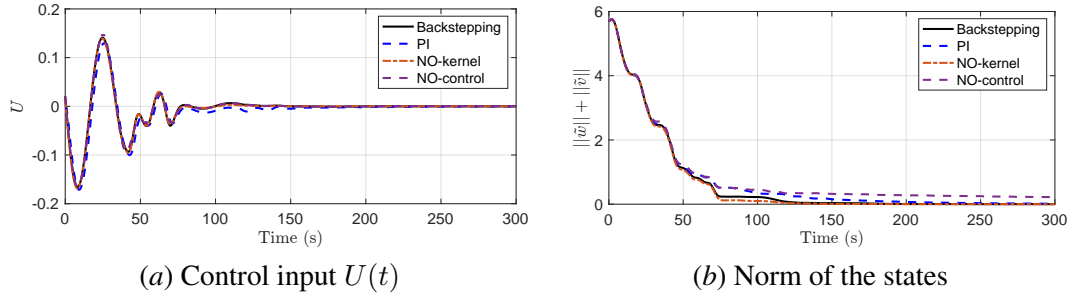 0.2
0.1
0
-0.1
-0.2
U
0 50 100 150 200 250 300
Time (s)
Backstepping
PI
NO-kernel
NO-control
(a) Control input U(t)
6
4
2
0
||w̃|| + ||ṽ||
0 50 100 150 200 250 300
Time (s)
Backstepping
PI
NO-kernel
NO-control
(b) Norm of the states